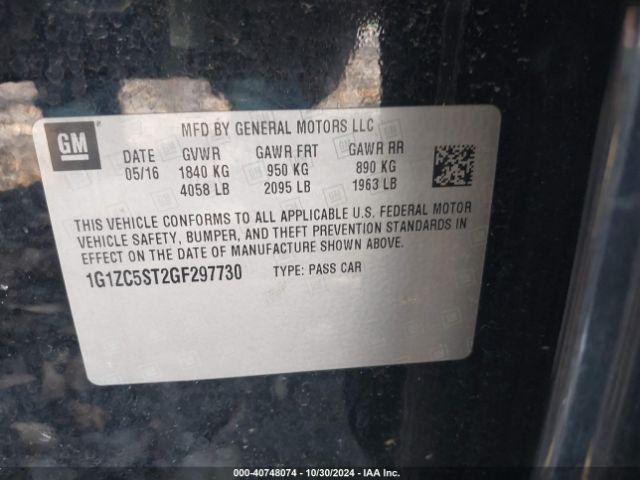 GM
MFD BY GENERAL MOTORS LLC
DATE GVWR GAWR FRT GAWR RR
05/16 1840 KG 950 KG 890 KG
4058 LB 2095 LB 1963 LB
THIS VEHICLE CONFORMS TO ALL APPLICABLE U.S. FEDERAL MOTOR
VEHICLE SAFETY, BUMPER, AND THEFT PREVENTION STANDARDS IN
EFFECT ON THE DATE OF MANUFACTURE SHOWN ABOVE.
1G1ZC5ST2GF297730 TYPE: PASS CAR
000-40748074 | 10/30/2024 | IAA Inc.